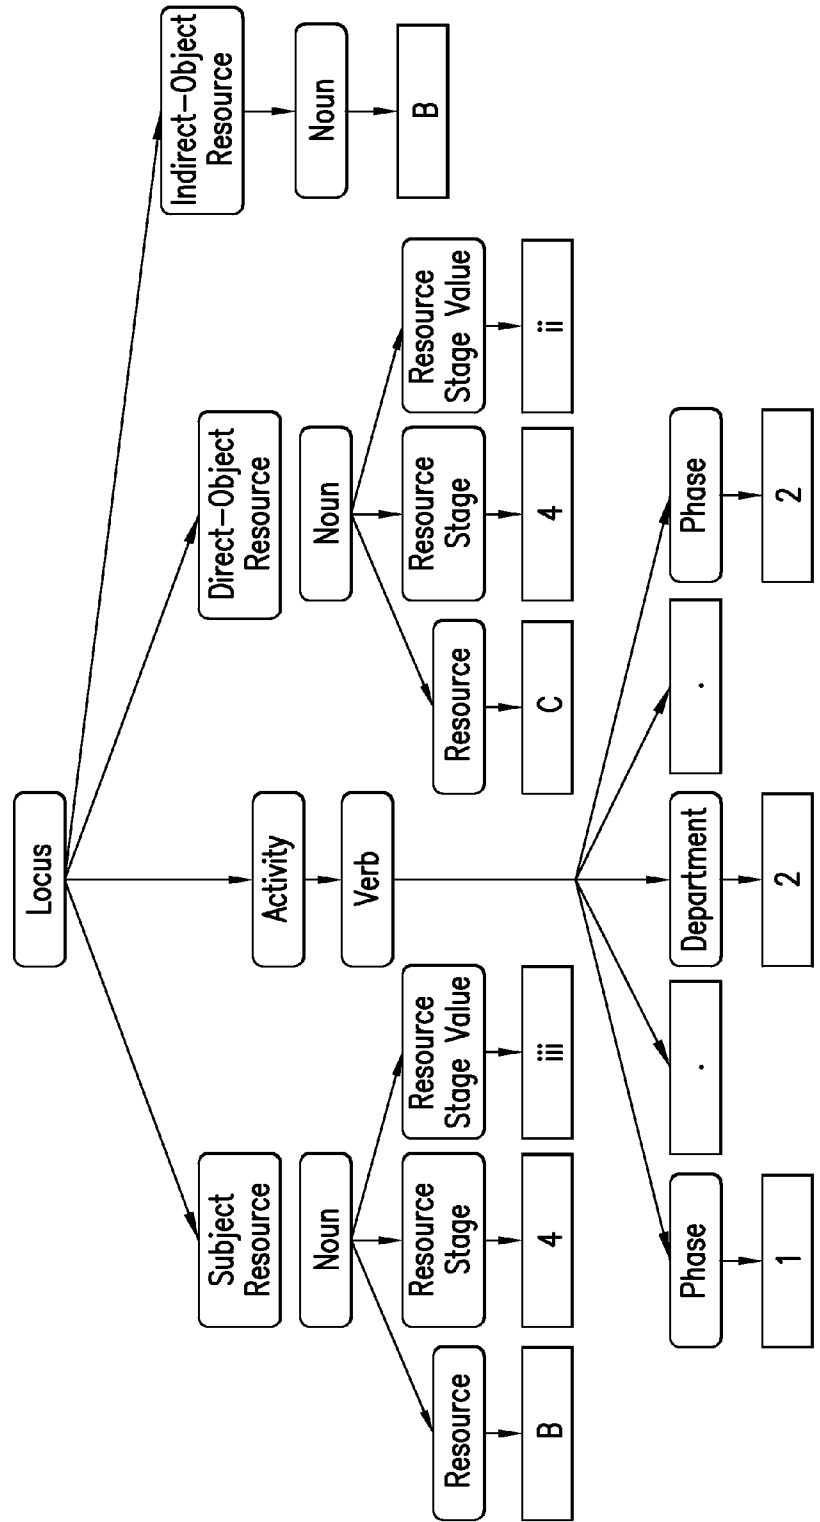 Locus
Subject
Resource
Activity
Direct-Object
Resource
Indirect-Object
Resource
Noun
Verb
Noun
Noun
B
Resource
Resource
Stage
Resource
Stage Value
Resource
Resource
Stage
Resource
Stage Value
B
4
iii
C
4
ii
Phase
.
Department
.
Phase
1
2
2